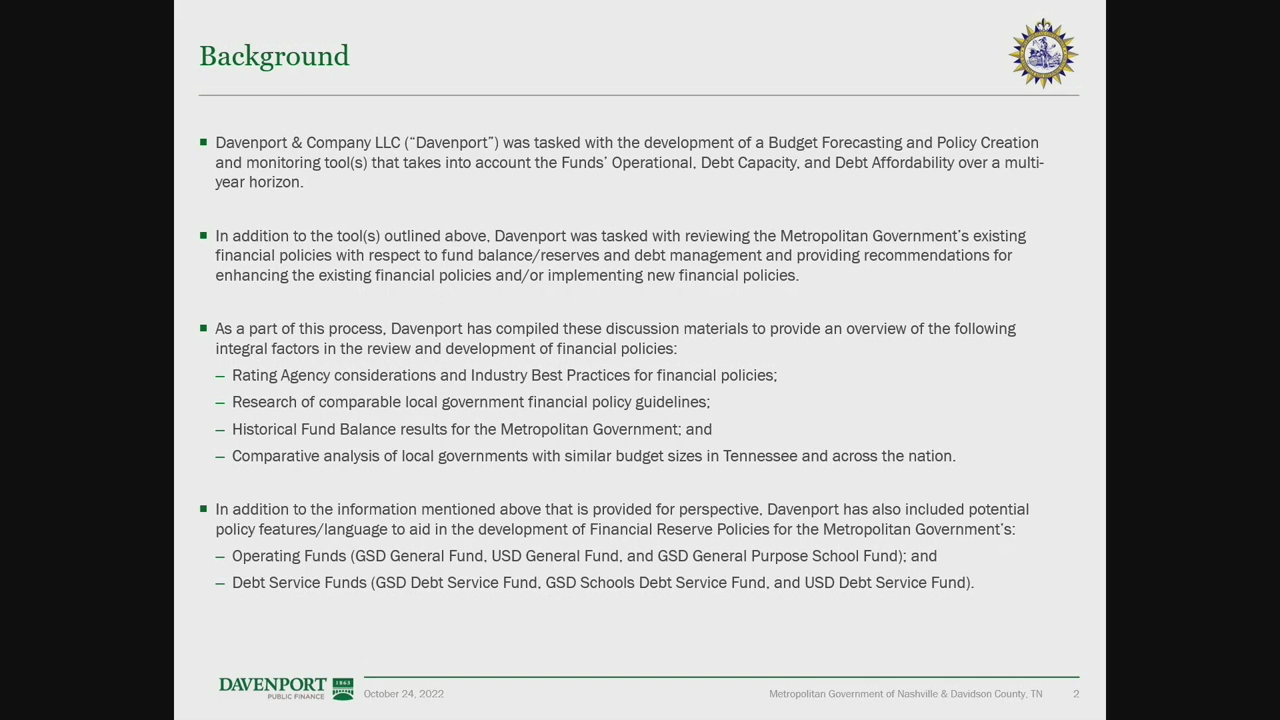 Background
▪ Davenport & Company LLC (“Davenport”) was tasked with the development of a Budget Forecasting and Policy Creation
and monitoring tool(s) that takes into account the Funds’ Operational, Debt Capacity, and Debt Affordability over a multi-
year horizon.
▪ In addition to the tool(s) outlined above, Davenport was tasked with reviewing the Metropolitan Government’s existing
financial policies with respect to fund balance/reserves and debt management and providing recommendations for
enhancing the existing financial policies and/or implementing new financial policies.
▪ As a part of this process, Davenport has compiled these discussion materials to provide an overview of the following
integral factors in the review and development of financial policies:
– Rating Agency considerations and Industry Best Practices for financial policies;
– Research of comparable local government financial policy guidelines;
– Historical Fund Balance results for the Metropolitan Government; and
– Comparative analysis of local governments with similar budget sizes in Tennessee and across the nation.
▪ In addition to the information mentioned above that is provided for perspective, Davenport has also included potential
policy features/language to aid in the development of Financial Reserve Policies for the Metropolitan Government’s:
– Operating Funds (GSD General Fund, USD General Fund, and GSD General Purpose School Fund); and
– Debt Service Funds (GSD Debt Service Fund, GSD Schools Debt Service Fund, and USD Debt Service Fund).
DAVENPORT
PUBLIC FINANCE
1863
October 24, 2022
Metropolitan Government of Nashville & Davidson County, TN
2